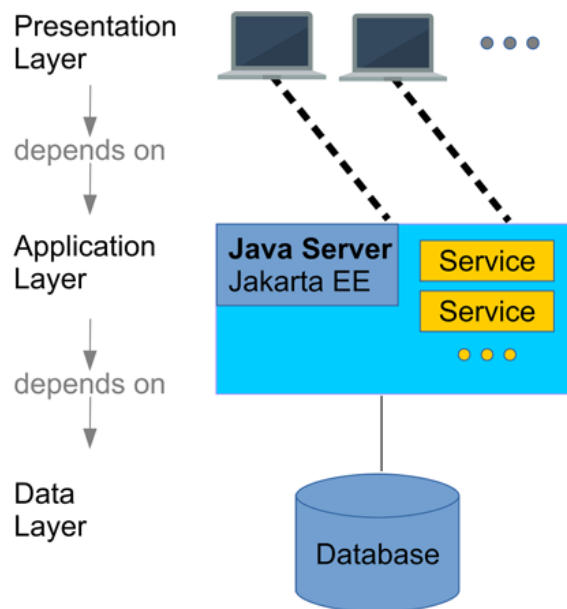 Presentation
Layer
depends on
Application
Layer
Java Server
Jakarta EE
Service
Service
depends on
Data
Layer
Database